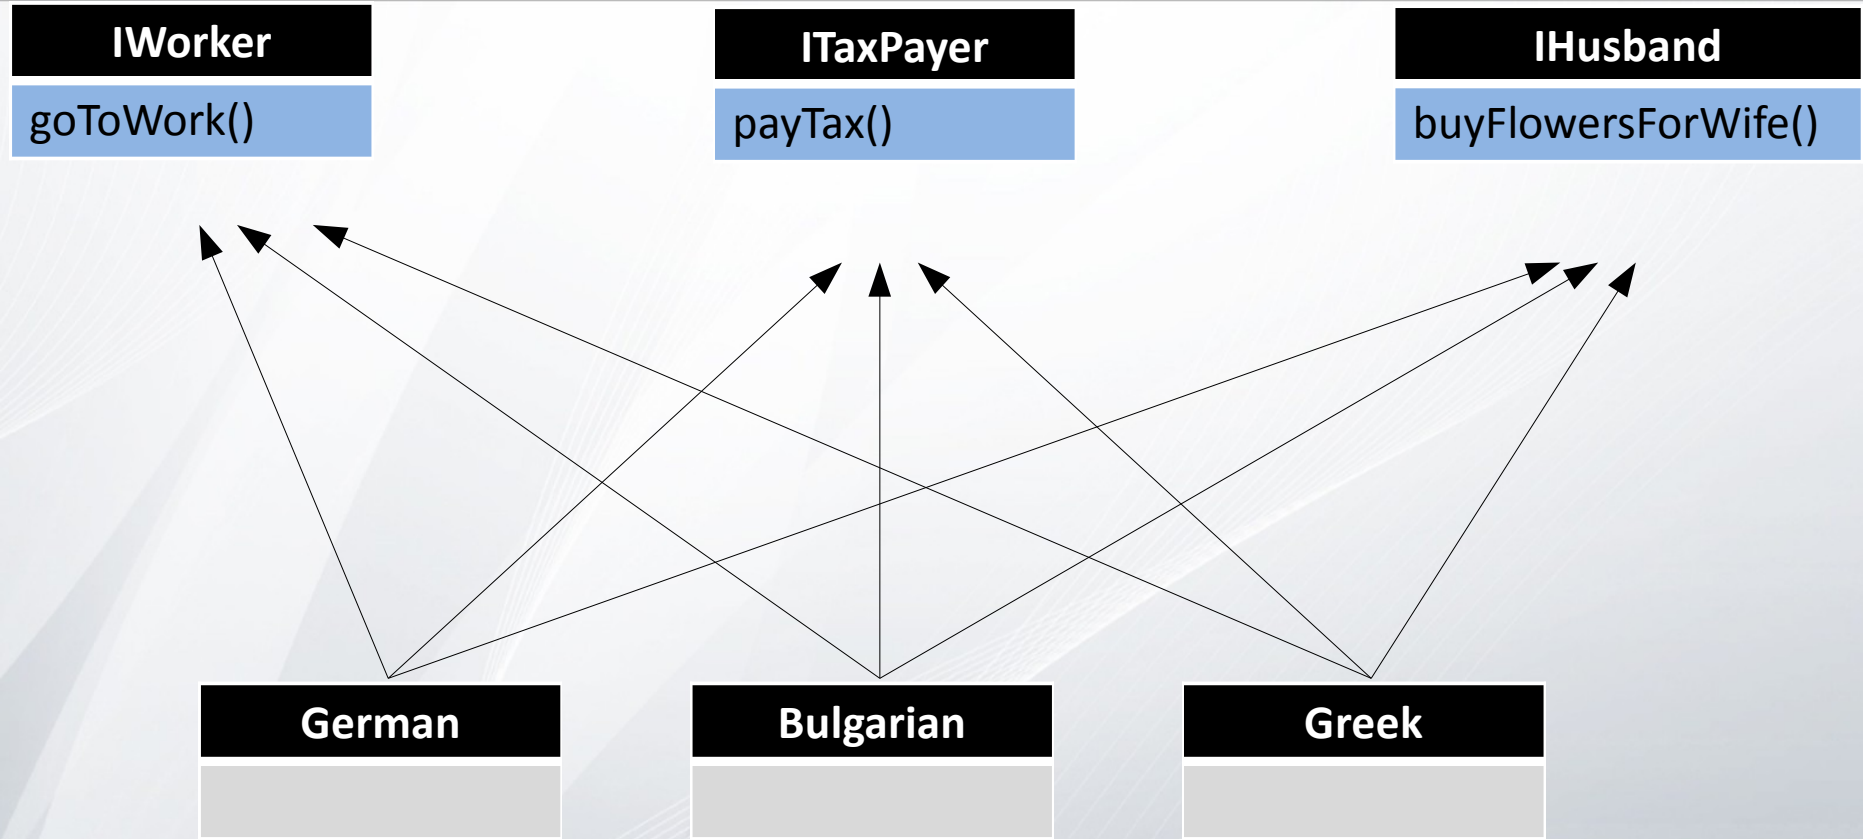 IWorker
goToWork()
ITaxPayer
payTax()
IHusband
buyFlowersForWife()
German
Bulgarian
Greek